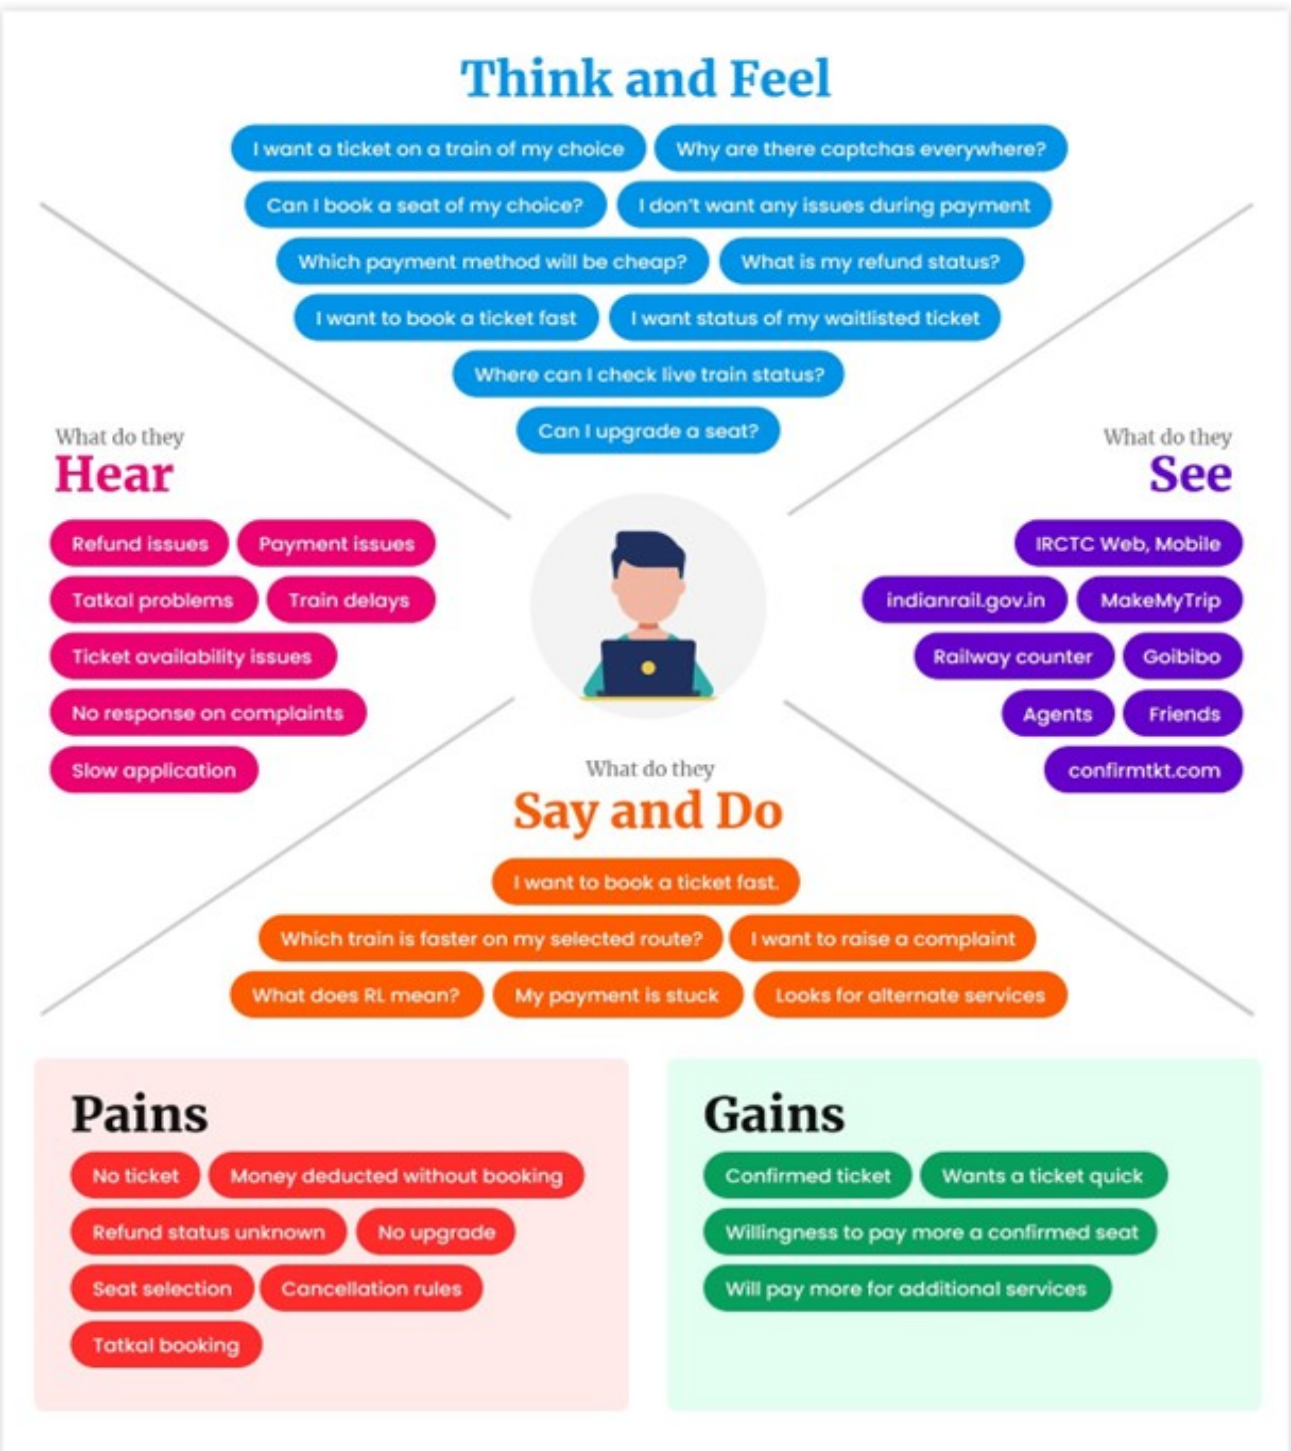 Think and Feel
I want a ticket on a train of my choice
Why are there captchas everywhere?
Can I book a seat of my choice?
I don't want any issues during payment
Which payment method will be cheap?
What is my refund status?
I want to book a ticket fast
I want status of my waitlisted ticket
Where can I check live train status?
Can I upgrade a seat?
What do they
Hear
Refund issues
Payment issues
Tatkal problems
Train delays
Ticket availability issues
No response on complaints
Slow application
What do they
See
IRCTC Web, Mobile
indianrail.gov.in
MakeMyTrip
Railway counter
Goibibo
Agents
Friends
confirmtkt.com
What do they
Say and Do
I want to book a ticket fast.
Which train is faster on my selected route?
I want to raise a complaint
What does RL mean?
My payment is stuck
Looks for alternate services
Pains
No ticket
Money deducted without booking
Refund status unknown
No upgrade
Seat selection
Cancellation rules
Tatkal booking
Gains
Confirmed ticket
Wants a ticket quick
Willingness to pay more a confirmed seat
Will pay more for additional services